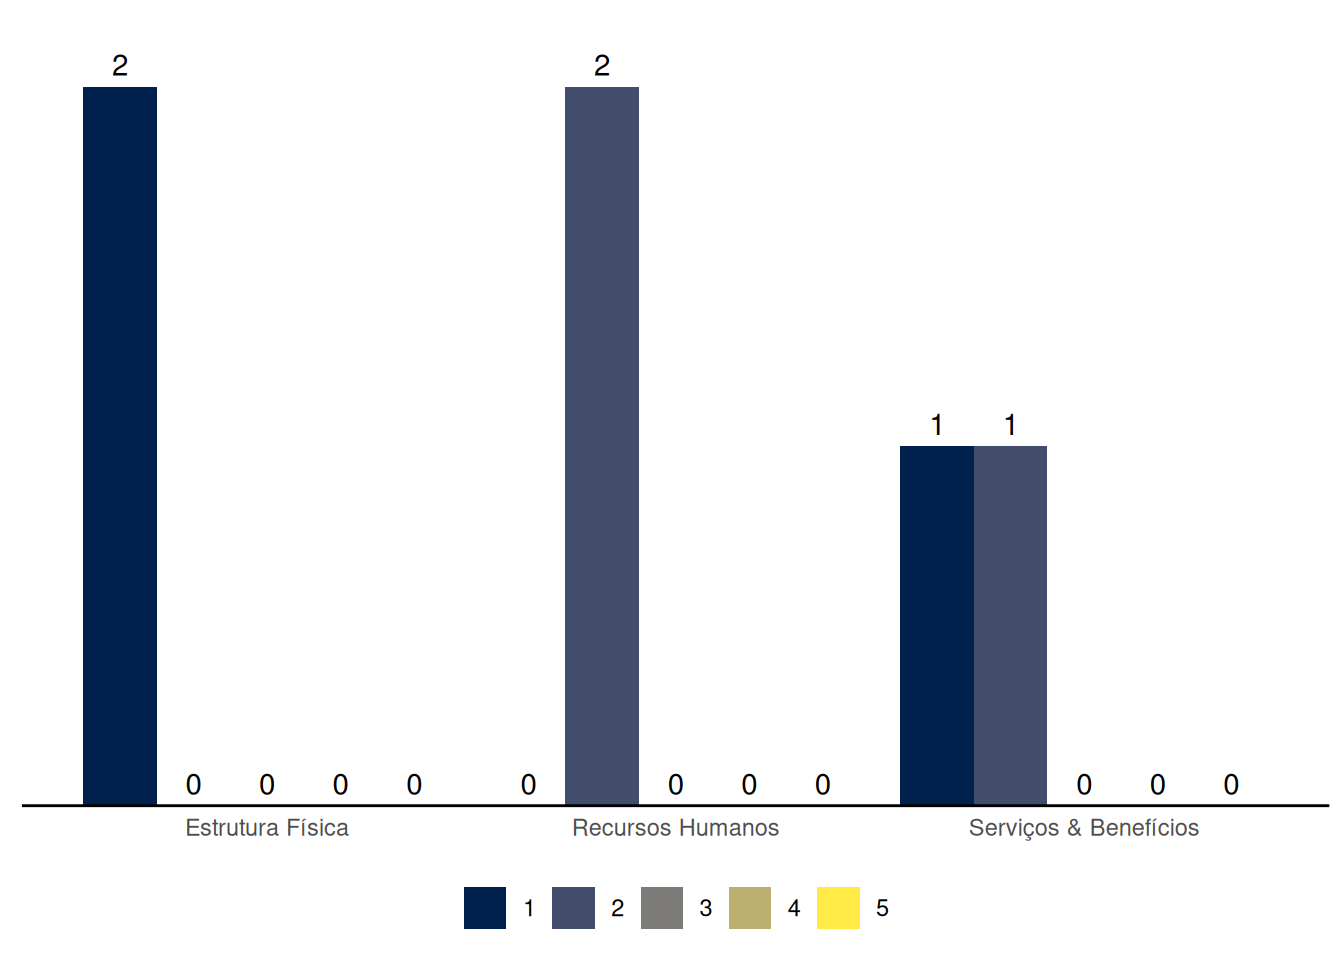 2 2
1 1
0 0 0 0 0 0 0 0 0 0 0
Estrutura Física Recursos Humanos Serviços & Benefícios
1 2 3 4 5